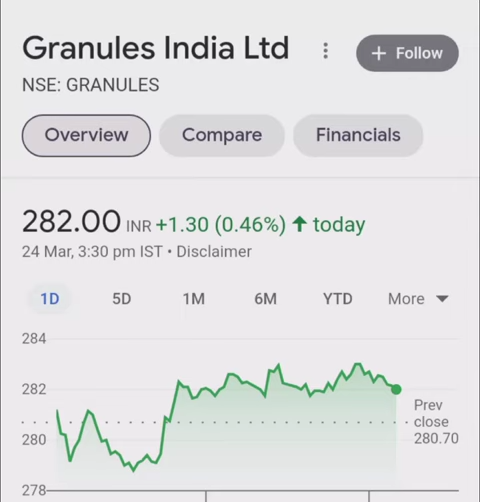 Granules India Ltd
+ Follow
NSE: GRANULES
Overview
Compare
Financials
282.00 INR +1.30 (0.46%) ↑ today
24 Mar, 3:30 pm IST • Disclaimer
1D 5D 1M 6M YTD More
284
282
Prev
close
280.70
280
278